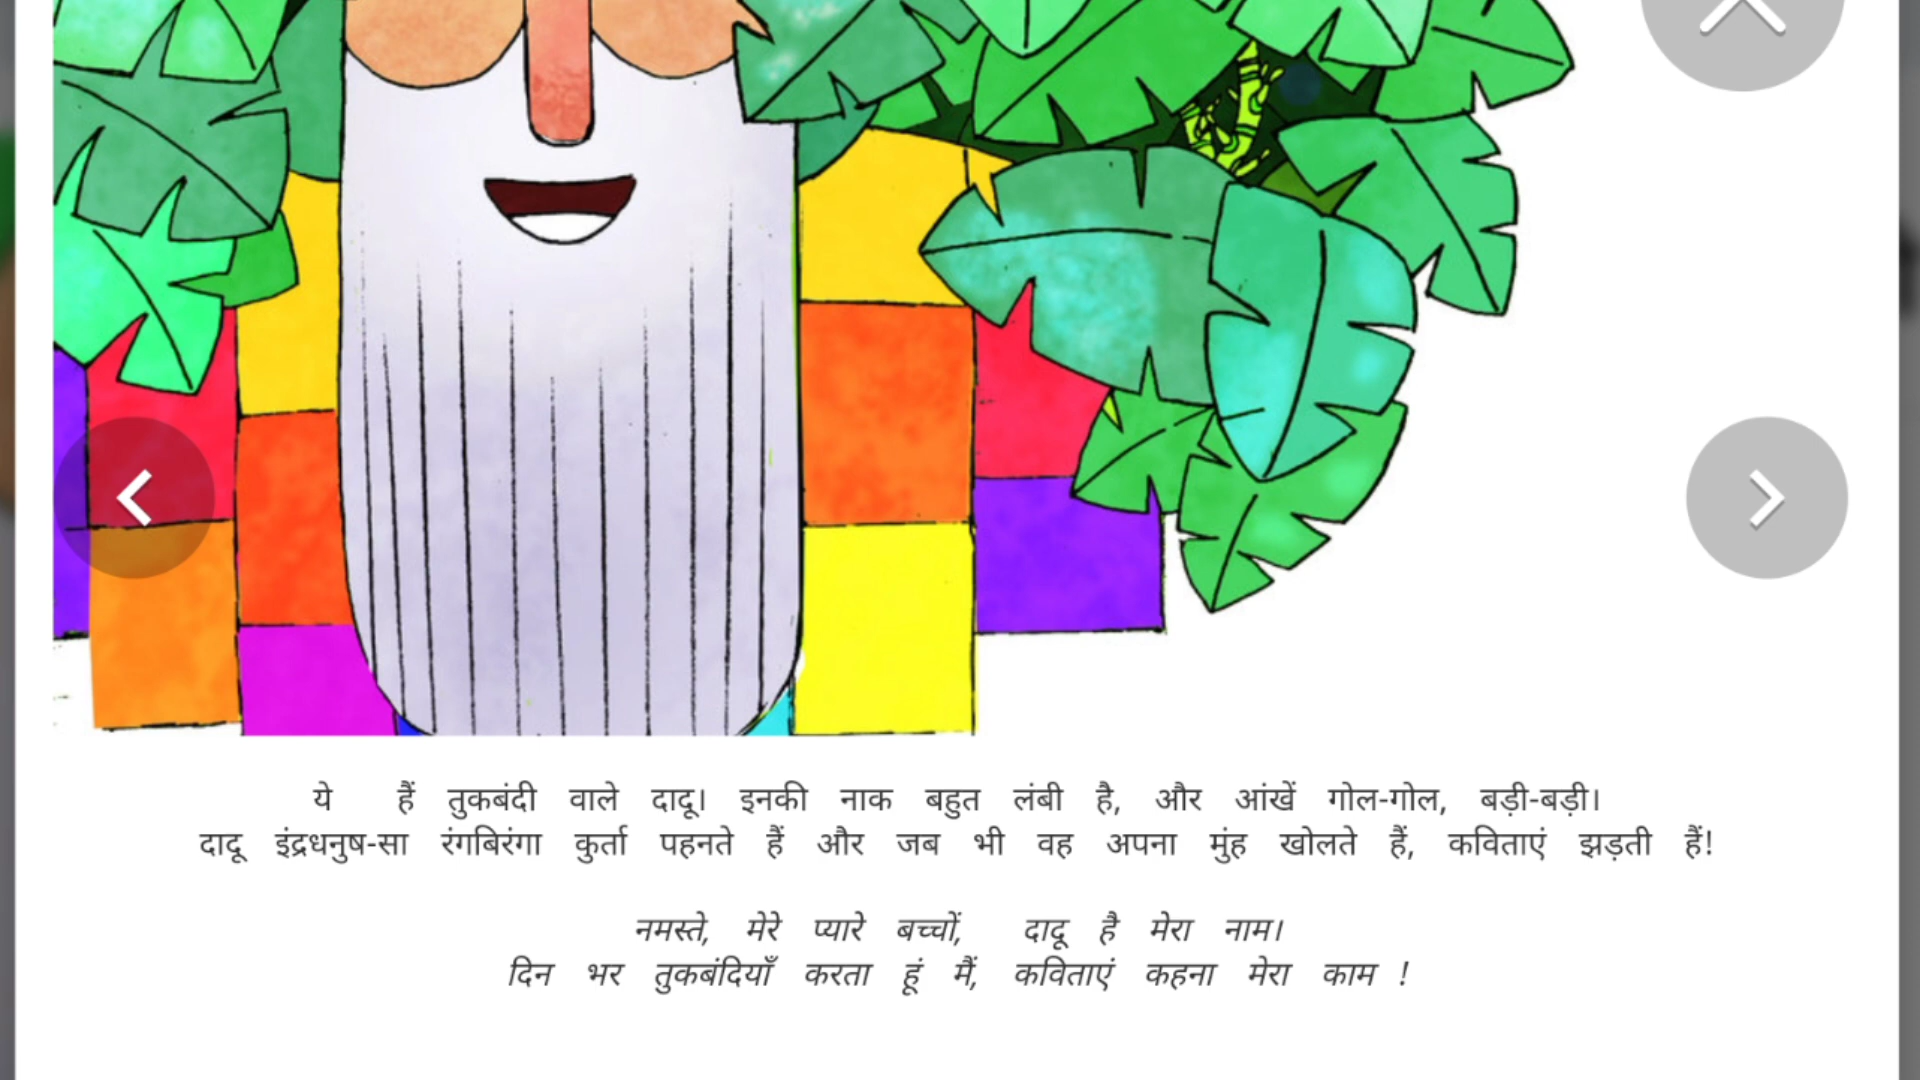 ये हैं तुकबंदी वाले दादू। इनकी नाक बहुत लंबी है, और आंखें गोल-गोल, बड़ी-बड़ी।
दादू इंद्रधनुष-सा रंगबिरंगा कुर्ता पहनते हैं और जब भी वह अपना मुंह खोलते हैं, कविताएं झड़ती हैं!
नमस्ते, मेरे प्यारे बच्चों, दादू है मेरा नाम।
दिन भर तुकबंदियाँ करता हूं मैं, कविताएं कहना मेरा काम !